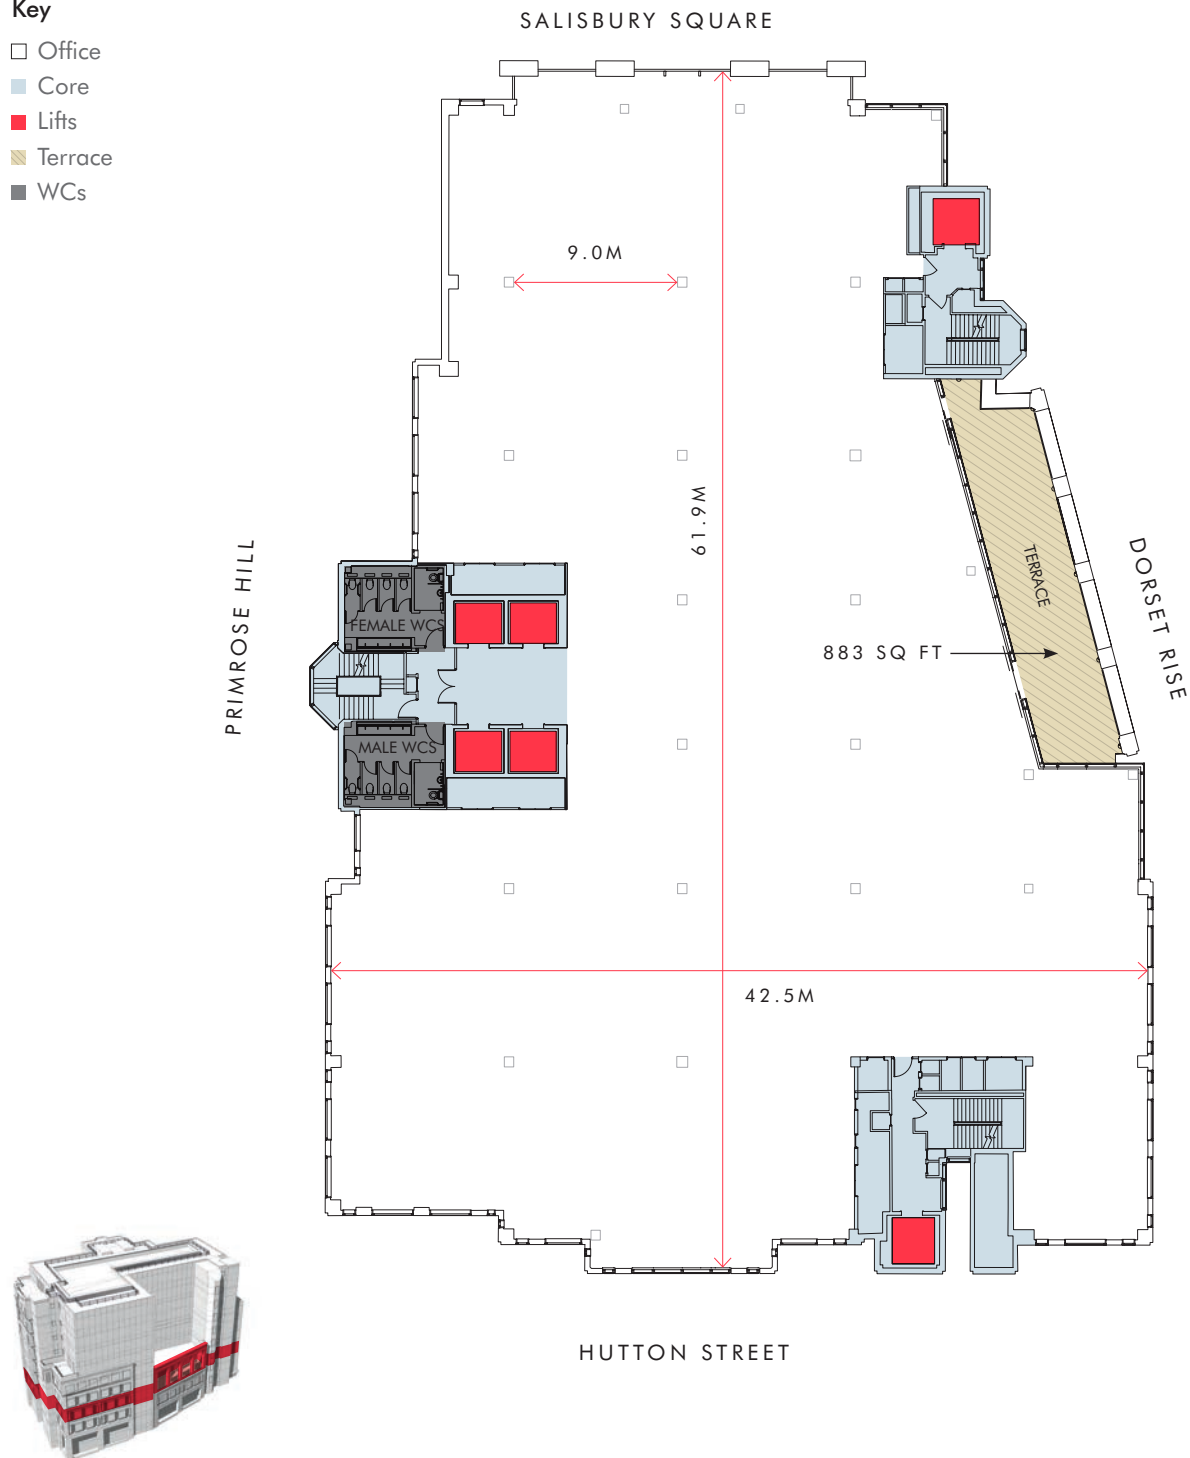 Key
Office
Core
Lifts
Terrace
WCs
SALISBURY SQUARE
9.0M
61.9M
PRIMROSE HILL
FEMALE WCS
MALE WCS
TERRACE
883 SQ FT
DORSET RISE
42.5M
HUTTON STREET